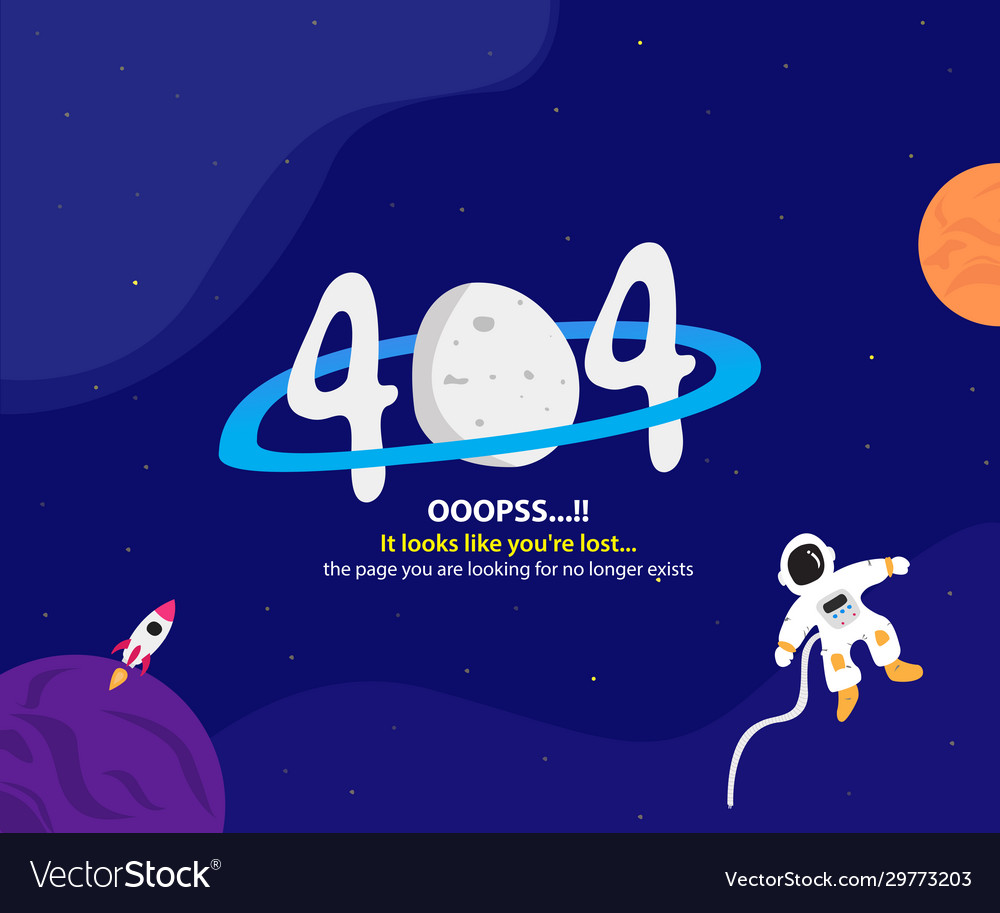 404
OOOPSS...!!
It looks like you're lost...
the page you are looking for no longer exists
VectorStock®
VectorStock.com/29773203